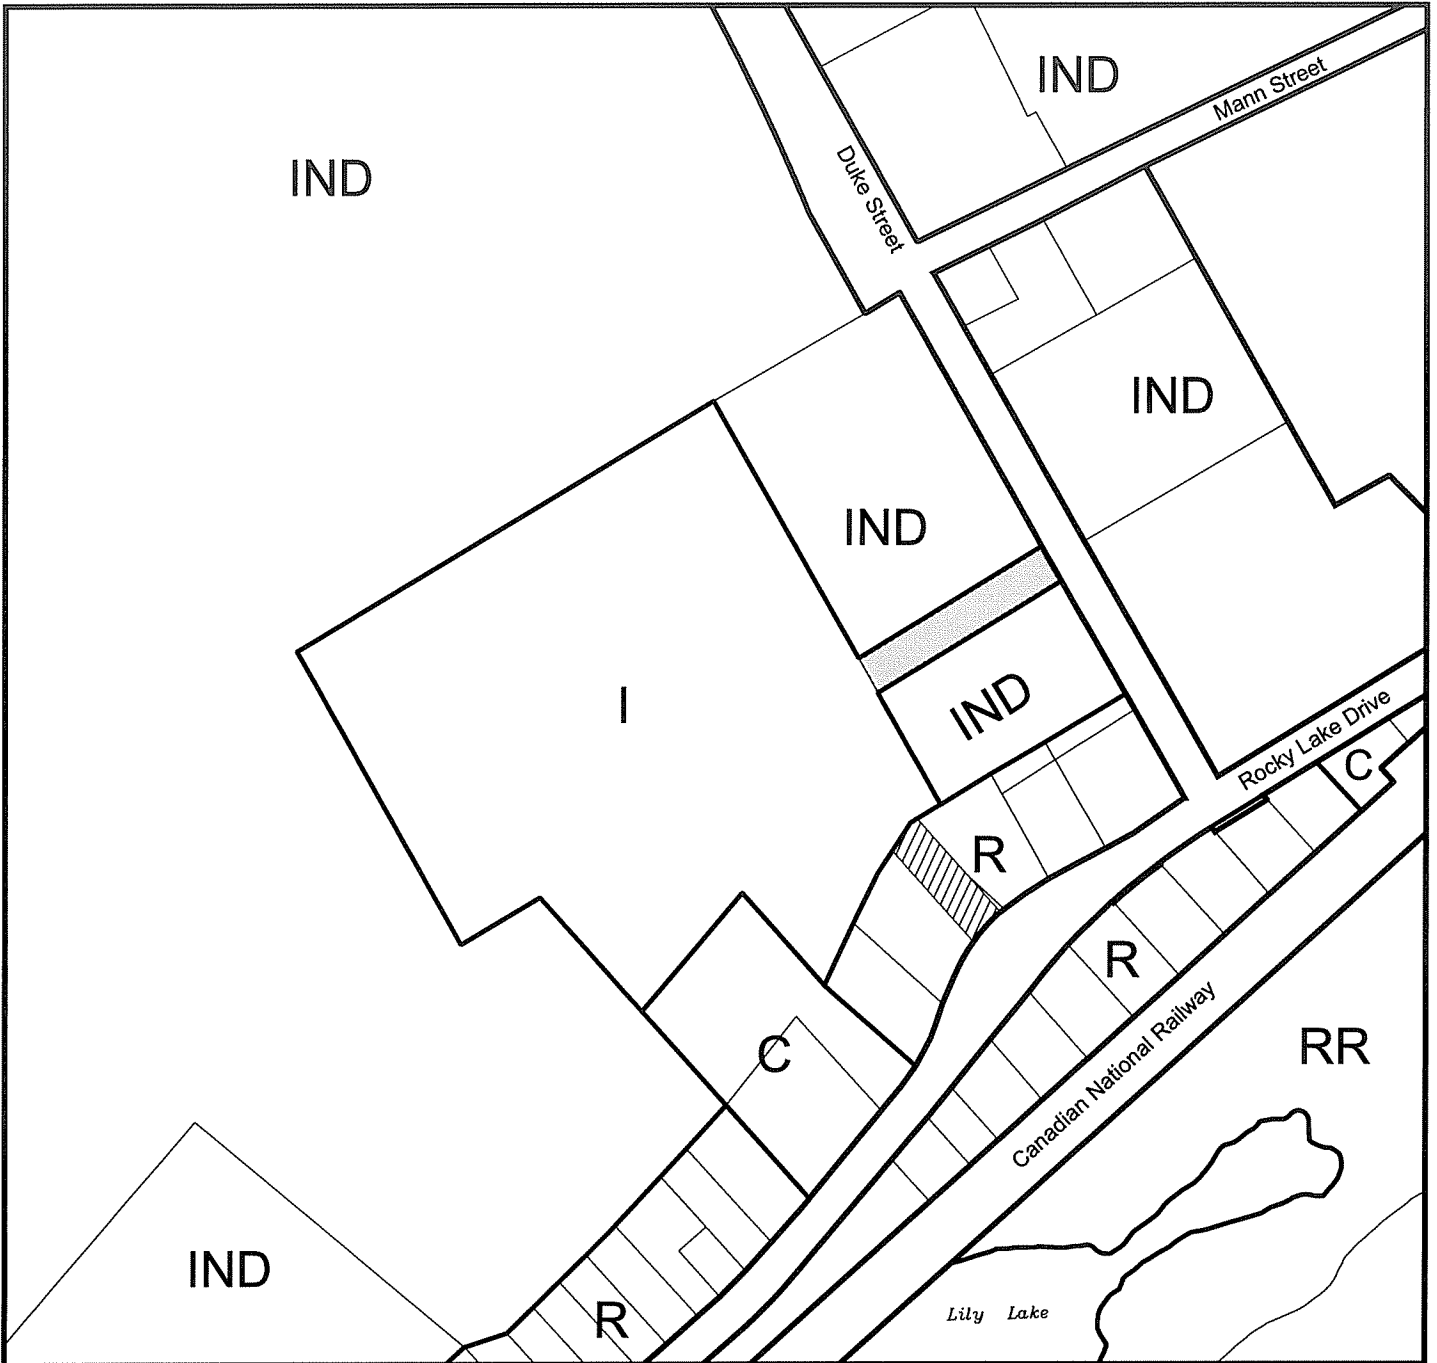 IND
Mann Street
Duke Street
IND
IND
IND
IND
Rocky Lake Drive
I
C
R
R
Canadian National Railway
RR
C
IND
R
Lily Lake